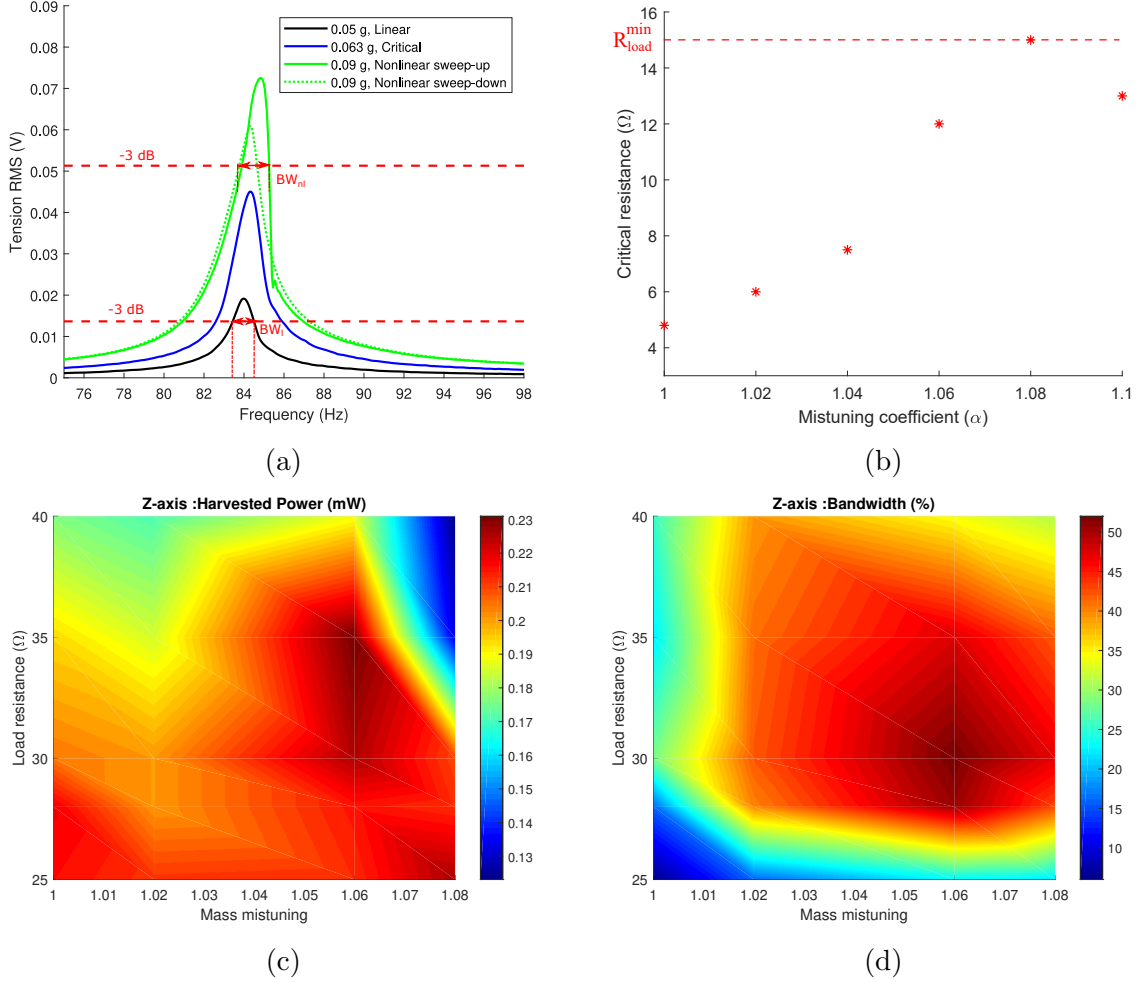 0.09
0.08
0.07
0.06
0.05
0.04
0.03
0.02
0.01
0
Tension RMS (V)
0.05 g, Linear
0.063 g, Critical
0.09 g, Nonlinear sweep-up
0.09 g, Nonlinear sweep-down
-3 dB
BWnl
-3 dB
BWl
76 78 80 82 84 86 88 90 92 94 96 98
Frequency (Hz)
(a)
16
14
12
10
8
6
4
Critical resistance (Ω)
R_load^min
1 1.02 1.04 1.06 1.08 1.1
Mistuning coefficient (α)
(b)
Z-axis :Harvested Power (mW)
40
35
30
25
Load resistance (Ω)
1 1.01 1.02 1.03 1.04 1.05 1.06 1.07 1.08
Mass mistuning
0.23
0.22
0.21
0.2
0.19
0.18
0.17
0.16
0.15
0.14
0.13
(c)
Z-axis :Bandwidth (%)
40
35
30
25
Load resistance (Ω)
1 1.01 1.02 1.03 1.04 1.05 1.06 1.07 1.08
Mass mistuning
50
45
40
35
30
25
20
15
10
(d)